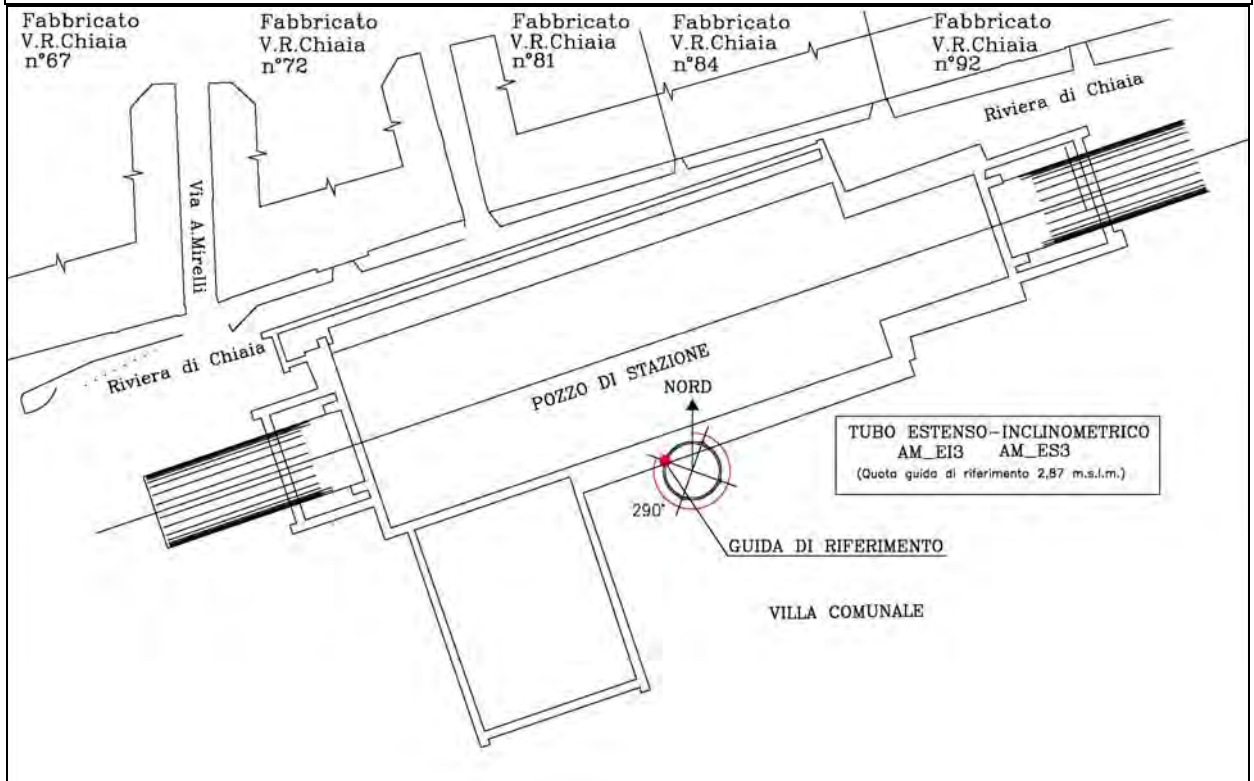 Fabbricato
V.R.Chiaia
n°67
Fabbricato
V.R.Chiaia
n°72
Fabbricato
V.R.Chiaia
n°81
Fabbricato
V.R.Chiaia
n°84
Fabbricato
V.R.Chiaia
n°92
Riviera di Chiaia
Via A.Mirelli
Riviera di Chiaia
POZZO DI STAZIONE
NORD
TUBO ESTENSO-INCLINOMETRICO
AM_EI3 AM_ES3
(Quota guida di riferimento 2,87 m.s.l.m.)
290°
GUIDA DI RIFERIMENTO
VILLA COMUNALE